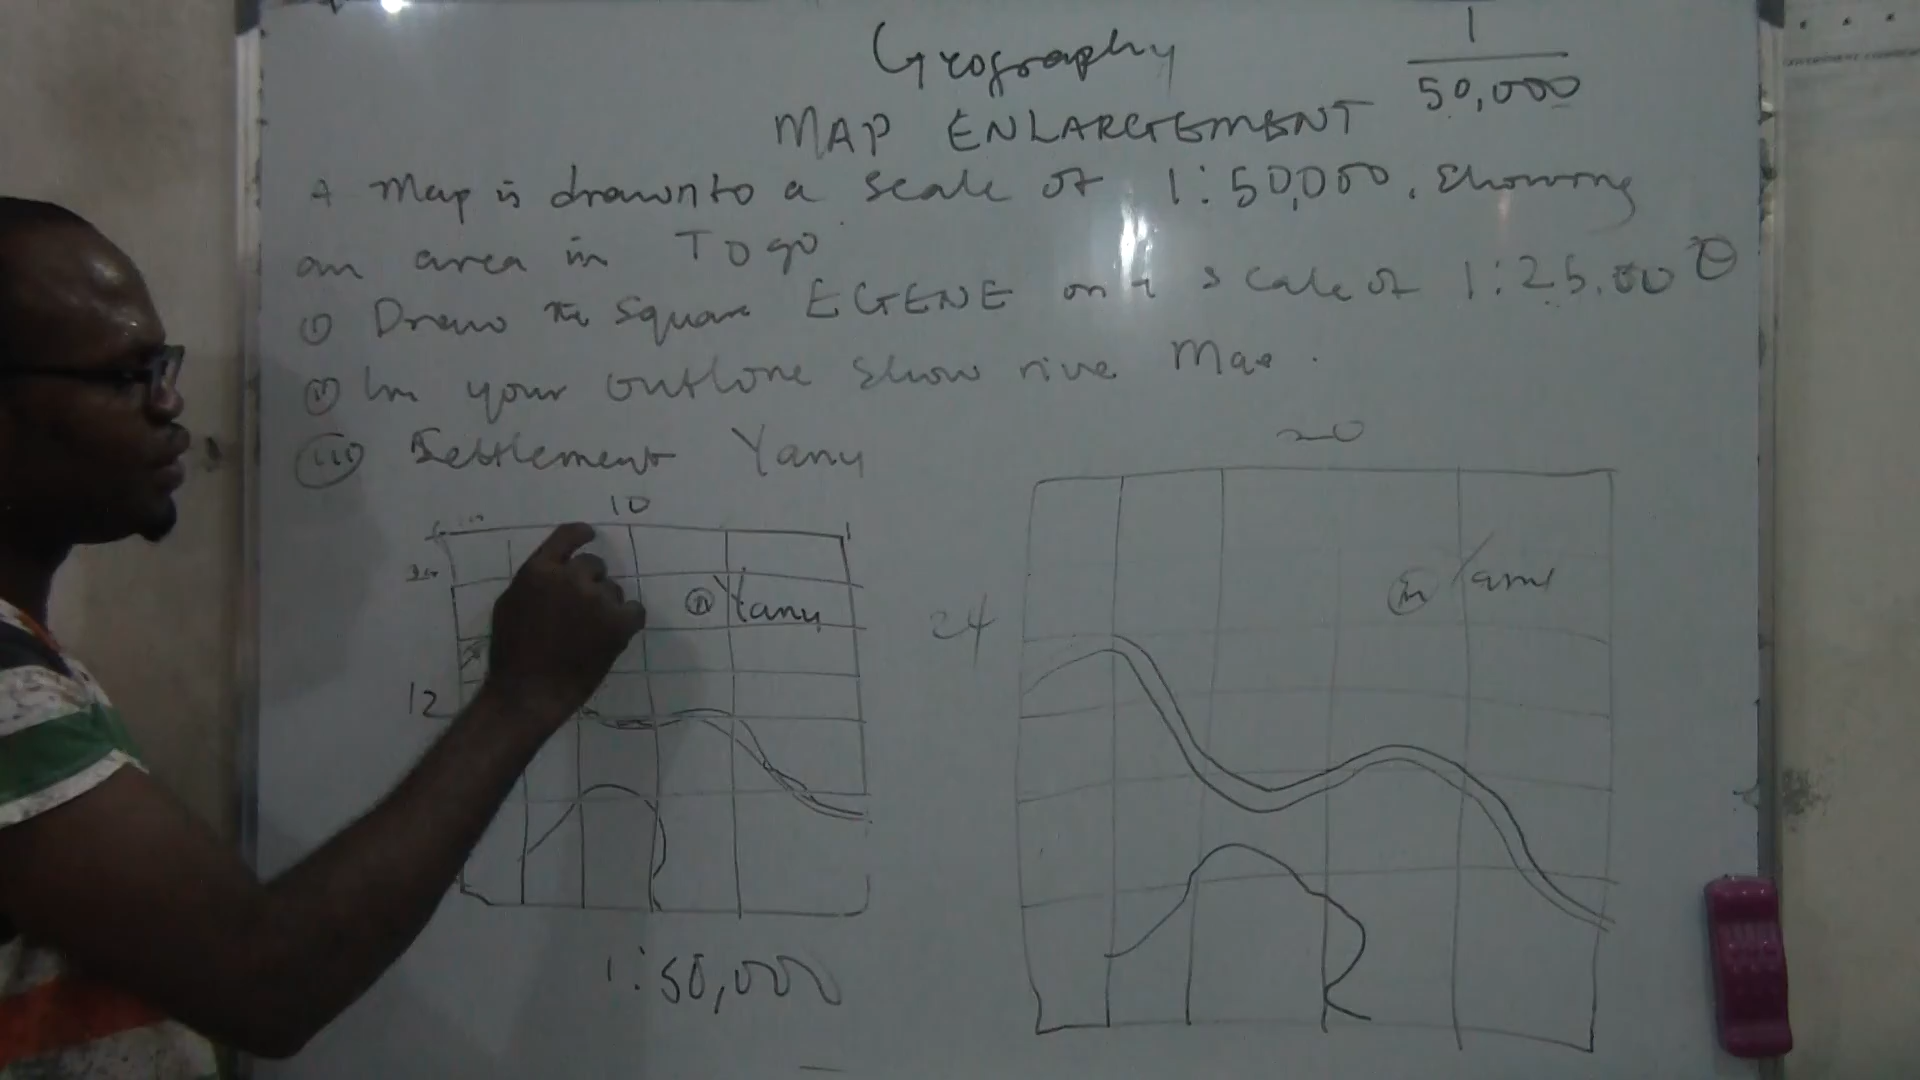 Geography
1
50,000
MAP ENLARGEMENT
A map is drawn to a scale of 1:50,000. Showing
an area in Togo
(i) Draw the square EGENE on a scale of 1:25.000
(ii) In your outline show rive Mae.
(iii) Settlement Yanu
10
20
Yanu
Yanu
24
12
1:50,000